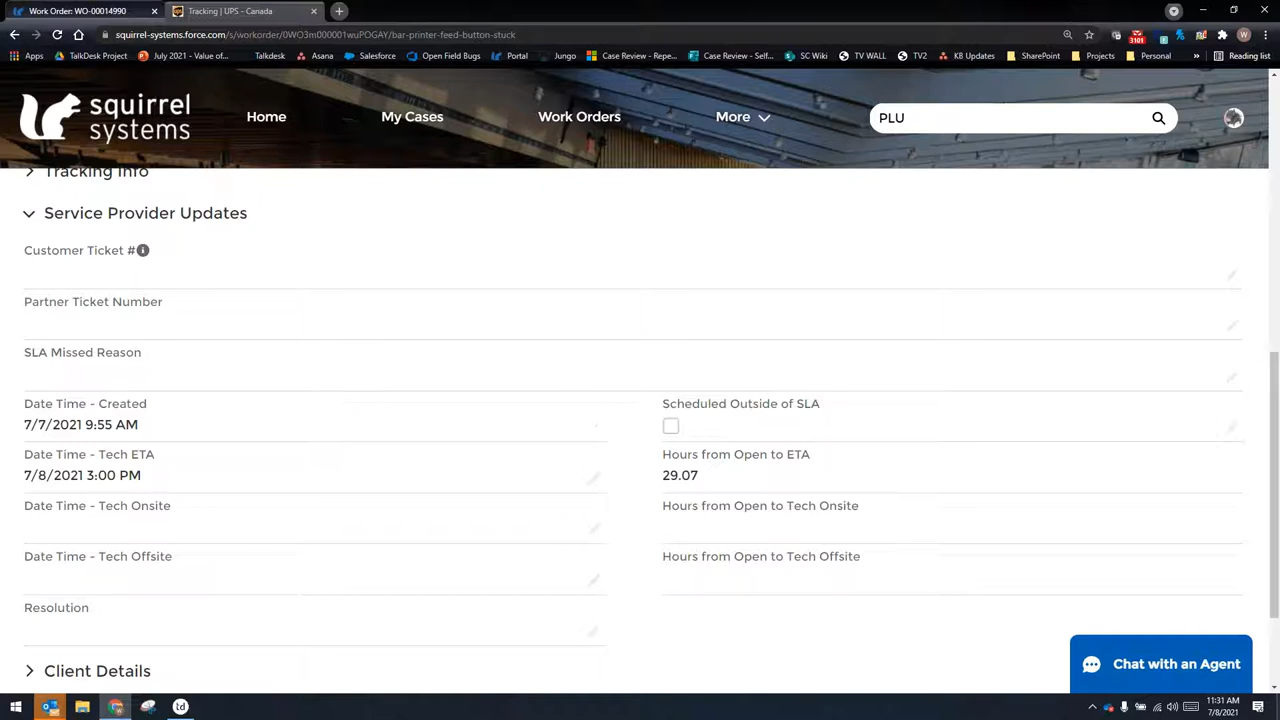 Work Order: WO-00014990
Tracking | UPS - Canada
squirrel-systems.force.com/s/workorder/0WO3m000001wuPOGAY/bar-printer-feed-button-stuck
3101
W
Apps
TalkDesk Project
July 2021 - Value of...
Talkdesk
Asana
Salesforce
Open Field Bugs
Portal
Jungo
Case Review - Repe...
Case Review - Self...
SC Wiki
TV WALL
TV2
KB Updates
SharePoint
Projects
Personal
»
Reading list
squirrel
systems
Home
My Cases
Work Orders
More
PLU
Tracking Info
Service Provider Updates
Customer Ticket #
Partner Ticket Number
SLA Missed Reason
Date Time - Created
7/7/2021 9:55 AM
Scheduled Outside of SLA
Date Time - Tech ETA
7/8/2021 3:00 PM
Hours from Open to ETA
29.07
Date Time - Tech Onsite
Hours from Open to Tech Onsite
Date Time - Tech Offsite
Hours from Open to Tech Offsite
Resolution
Client Details
Chat with an Agent
td
11:31 AM
7/8/2021